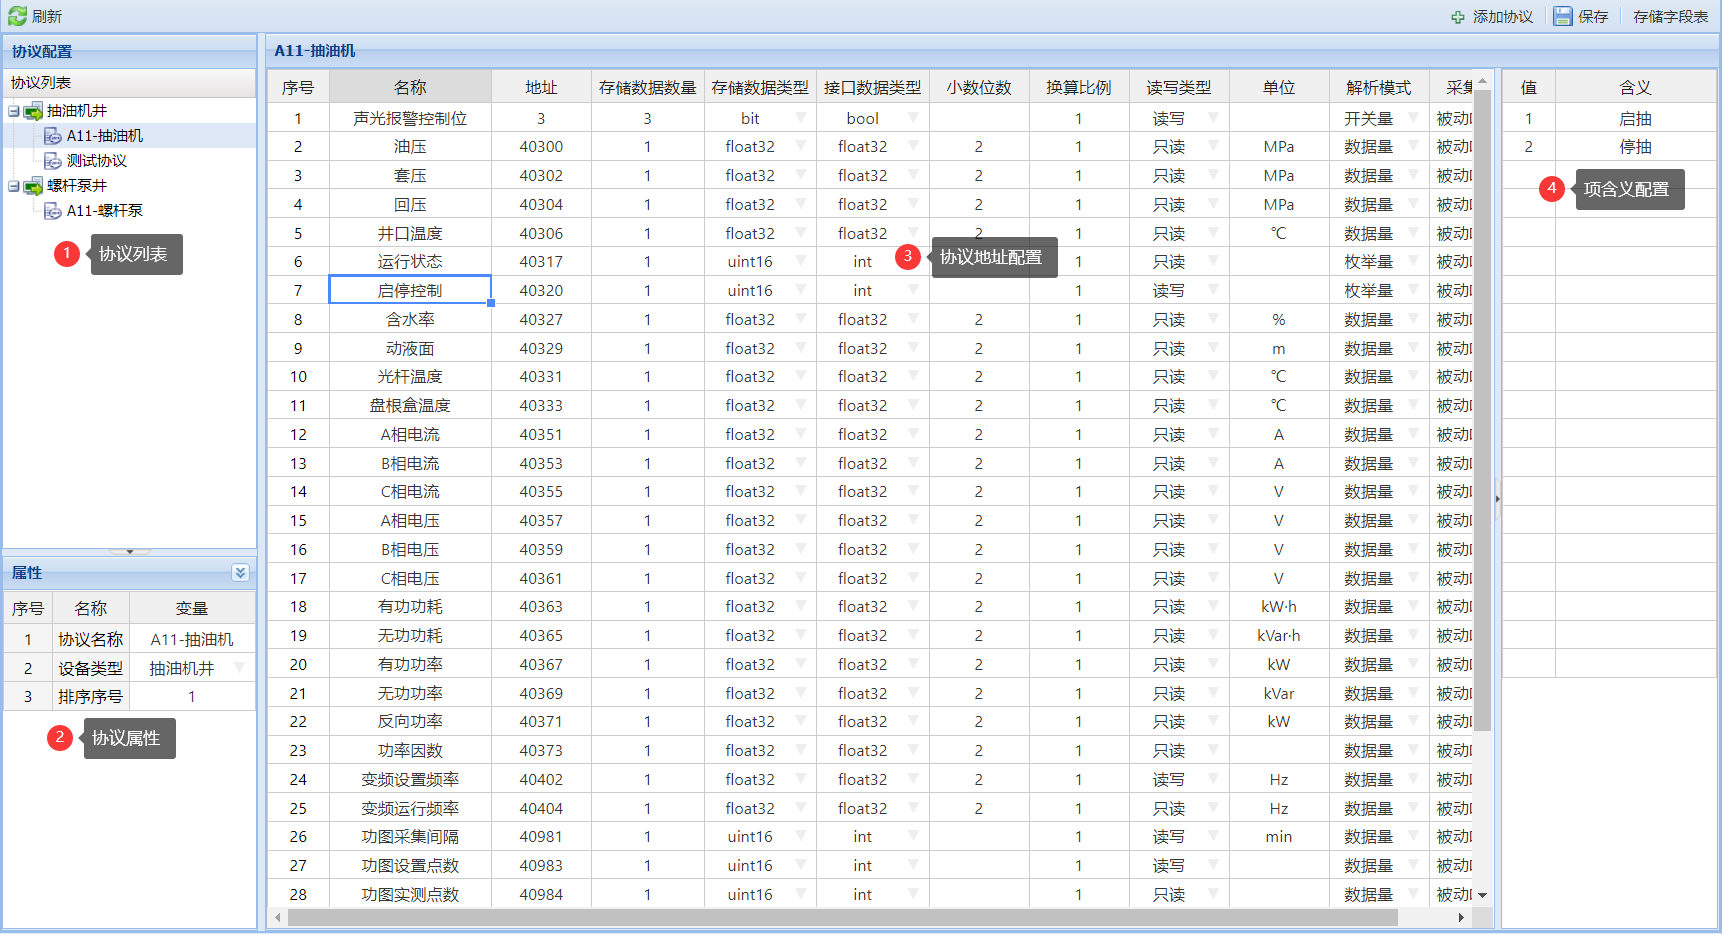 刷新
添加协议 保存 存储字段表
协议配置
协议列表
抽油机井
A11-抽油机
测试协议
螺杆泵井
A11-螺杆泵
1 协议列表
属性
序号 名称 变量
1 协议名称 A11-抽油机
2 设备类型 抽油机井
3 排序序号 1
2 协议属性
A11-抽油机
序号 名称 地址 存储数据数量 存储数据类型 接口数据类型 小数位数 换算比例 读写类型 单位 解析模式 采集
1 声光报警控制位 3 3 bit bool 1 读写 开关量 被动
2 油压 40300 1 float32 float32 2 1 只读 MPa 数据量 被动
3 套压 40302 1 float32 float32 2 1 只读 MPa 数据量 被动
4 回压 40304 1 float32 float32 2 1 只读 MPa 数据量 被动
5 井口温度 40306 1 float32 float32 2 1 只读 ℃ 数据量 被动
6 运行状态 40317 1 uint16 int 1 只读 枚举量 被动
7 启停控制 40320 1 uint16 int 1 读写 枚举量 被动
8 含水率 40327 1 float32 float32 2 1 只读 % 数据量 被动
9 动液面 40329 1 float32 float32 2 1 只读 m 数据量 被动
10 光杆温度 40331 1 float32 float32 2 1 只读 ℃ 数据量 被动
11 盘根盒温度 40333 1 float32 float32 2 1 只读 ℃ 数据量 被动
12 A相电流 40351 1 float32 float32 2 1 只读 A 数据量 被动
13 B相电流 40353 1 float32 float32 2 1 只读 A 数据量 被动
14 C相电流 40355 1 float32 float32 2 1 只读 V 数据量 被动
15 A相电压 40357 1 float32 float32 2 1 只读 V 数据量 被动
16 B相电压 40359 1 float32 float32 2 1 只读 V 数据量 被动
17 C相电压 40361 1 float32 float32 2 1 只读 V 数据量 被动
18 有功功耗 40363 1 float32 float32 2 1 只读 kW·h 数据量 被动
19 无功功耗 40365 1 float32 float32 2 1 只读 kVar·h 数据量 被动
20 有功功率 40367 1 float32 float32 2 1 只读 kW 数据量 被动
21 无功功率 40369 1 float32 float32 2 1 只读 kVar 数据量 被动
22 反向功率 40371 1 float32 float32 2 1 只读 kW 数据量 被动
23 功率因数 40373 1 float32 float32 2 1 只读 数据量 被动
24 变频设置频率 40402 1 float32 float32 2 1 读写 Hz 数据量 被动
25 变频运行频率 40404 1 float32 float32 2 1 只读 Hz 数据量 被动
26 功图采集间隔 40981 1 uint16 int 1 读写 min 数据量 被动
27 功图设置点数 40983 1 uint16 int 1 读写 数据量 被动
28 功图实测点数 40984 1 uint16 int 1 只读 数据量 被动
3 协议地址配置
值 含义
1 启抽
2 停抽
4 项含义配置